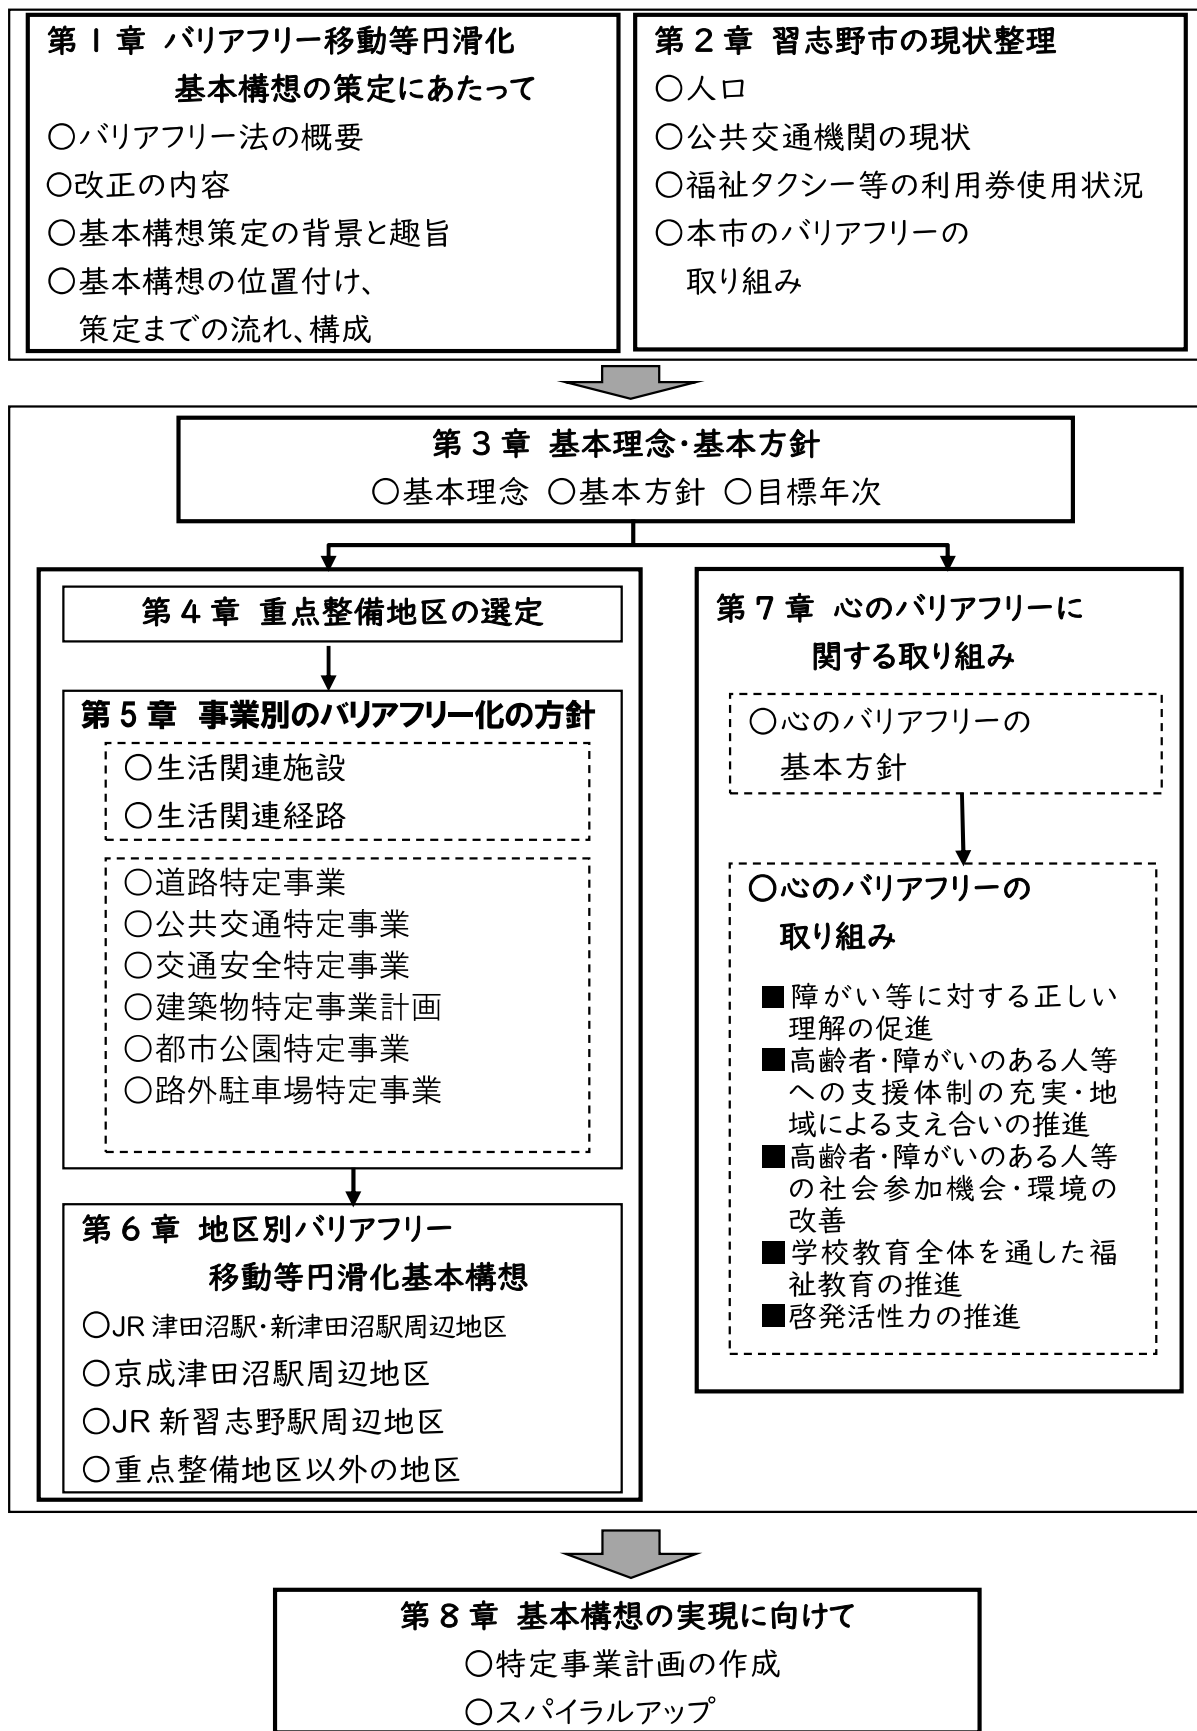 第1章 バリアフリー移動等円滑化
基本構想の策定にあたって
○バリアフリー法の概要
○改正の内容
○基本構想策定の背景と趣旨
○基本構想の位置付け、
策定までの流れ、構成
第2章 習志野市の現状整理
○人口
○公共交通機関の現状
○福祉タクシー等の利用券使用状況
○本市のバリアフリーの
取り組み
第3章 基本理念・基本方針
○基本理念 ○基本方針 ○目標年次
第4章 重点整備地区の選定
第5章 事業別のバリアフリー化の方針
○生活関連施設
○生活関連経路
○道路特定事業
○公共交通特定事業
○交通安全特定事業
○建築物特定事業計画
○都市公園特定事業
○路外駐車場特定事業
第6章 地区別バリアフリー
移動等円滑化基本構想
○JR 津田沼駅・新津田沼駅周辺地区
○京成津田沼駅周辺地区
○JR 新習志野駅周辺地区
○重点整備地区以外の地区
第7章 心のバリアフリーに
関する取り組み
○心のバリアフリーの
基本方針
○心のバリアフリーの
取り組み
■障がい等に対する正しい
理解の促進
■高齢者・障がいのある人等
への支援体制の充実・地
域による支え合いの推進
■高齢者・障がいのある人等
の社会参加機会・環境の
改善
■学校教育全体を通した福
祉教育の推進
■啓発活性力の推進
第8章 基本構想の実現に向けて
○特定事業計画の作成
○スパイラルアップ